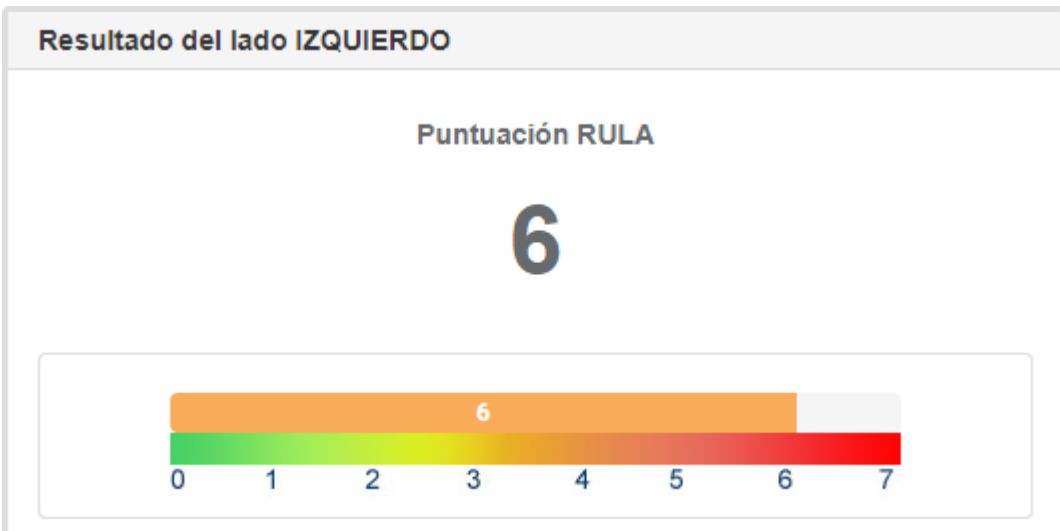 Resultado del lado IZQUIERDO
Puntuación RULA
6
6
0 1 2 3 4 5 6 7